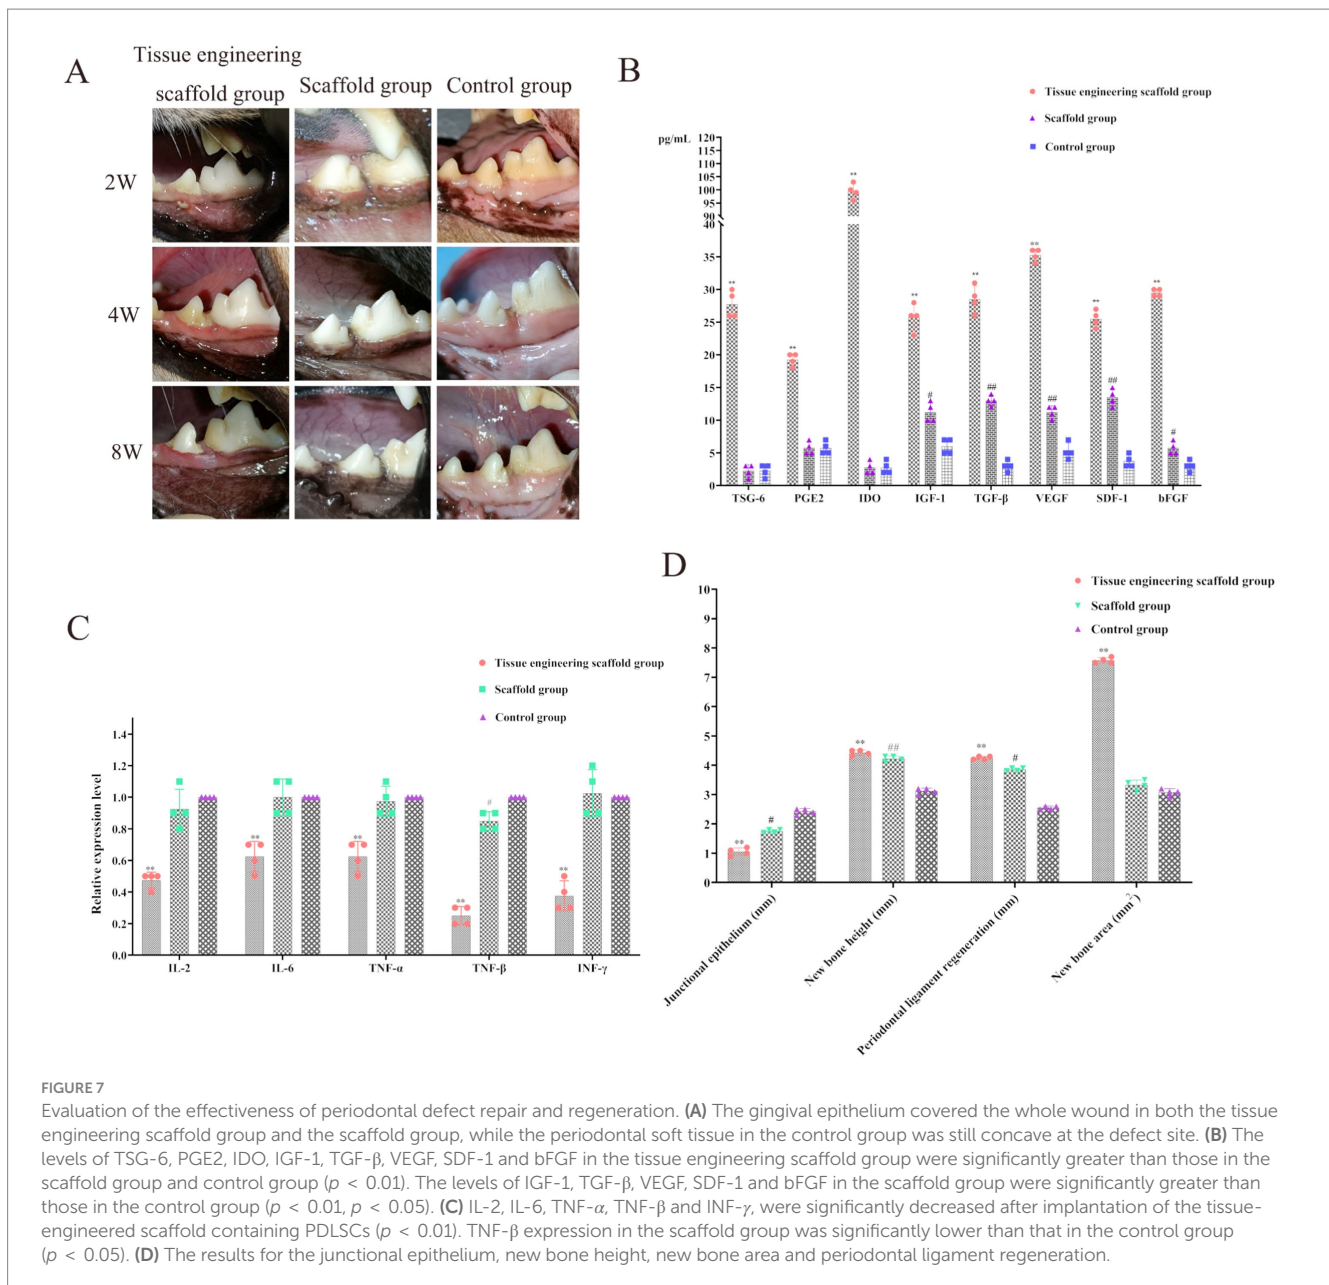 A
Tissue engineering
scaffold group
Scaffold group
Control group
2W
4W
8W
B
Tissue engineering scaffold group
Scaffold group
Control group
pg/mL
120
115
110
105
100
95
90
40
35
30
25
20
15
10
5
0
**
**
**
**
#
**
##
**
##
**
##
**
#
TSG-6 PGE2 IDO IGF-1 TGF-β VEGF SDF-1 bFGF
C
Tissue engineering scaffold group
Scaffold group
Control group
Relative expression level
1.4
1.2
1.0
0.8
0.6
0.4
0.2
0.0
**
**
**
**
#
**
IL-2 IL-6 TNF-α TNF-β INF-γ
D
Tissue engineering scaffold group
Scaffold group
Control group
10
9
8
7
6
5
4
3
2
1
0
**
#
**
##
**
#
**
Junctional epithelium (mm)
New bone height (mm)
Periodontal ligament regeneration (mm)
New bone area (mm²)
FIGURE 7
Evaluation of the effectiveness of periodontal defect repair and regeneration. (A) The gingival epithelium covered the whole wound in both the tissue
engineering scaffold group and the scaffold group, while the periodontal soft tissue in the control group was still concave at the defect site. (B) The
levels of TSG-6, PGE2, IDO, IGF-1, TGF-β, VEGF, SDF-1 and bFGF in the tissue engineering scaffold group were significantly greater than those in the
scaffold group and control group (p < 0.01). The levels of IGF-1, TGF-β, VEGF, SDF-1 and bFGF in the scaffold group were significantly greater than
those in the control group (p < 0.01, p < 0.05). (C) IL-2, IL-6, TNF-α, TNF-β and INF-γ, were significantly decreased after implantation of the tissue-
engineered scaffold containing PDLSCs (p < 0.01). TNF-β expression in the scaffold group was significantly lower than that in the control group
(p < 0.05). (D) The results for the junctional epithelium, new bone height, new bone area and periodontal ligament regeneration.